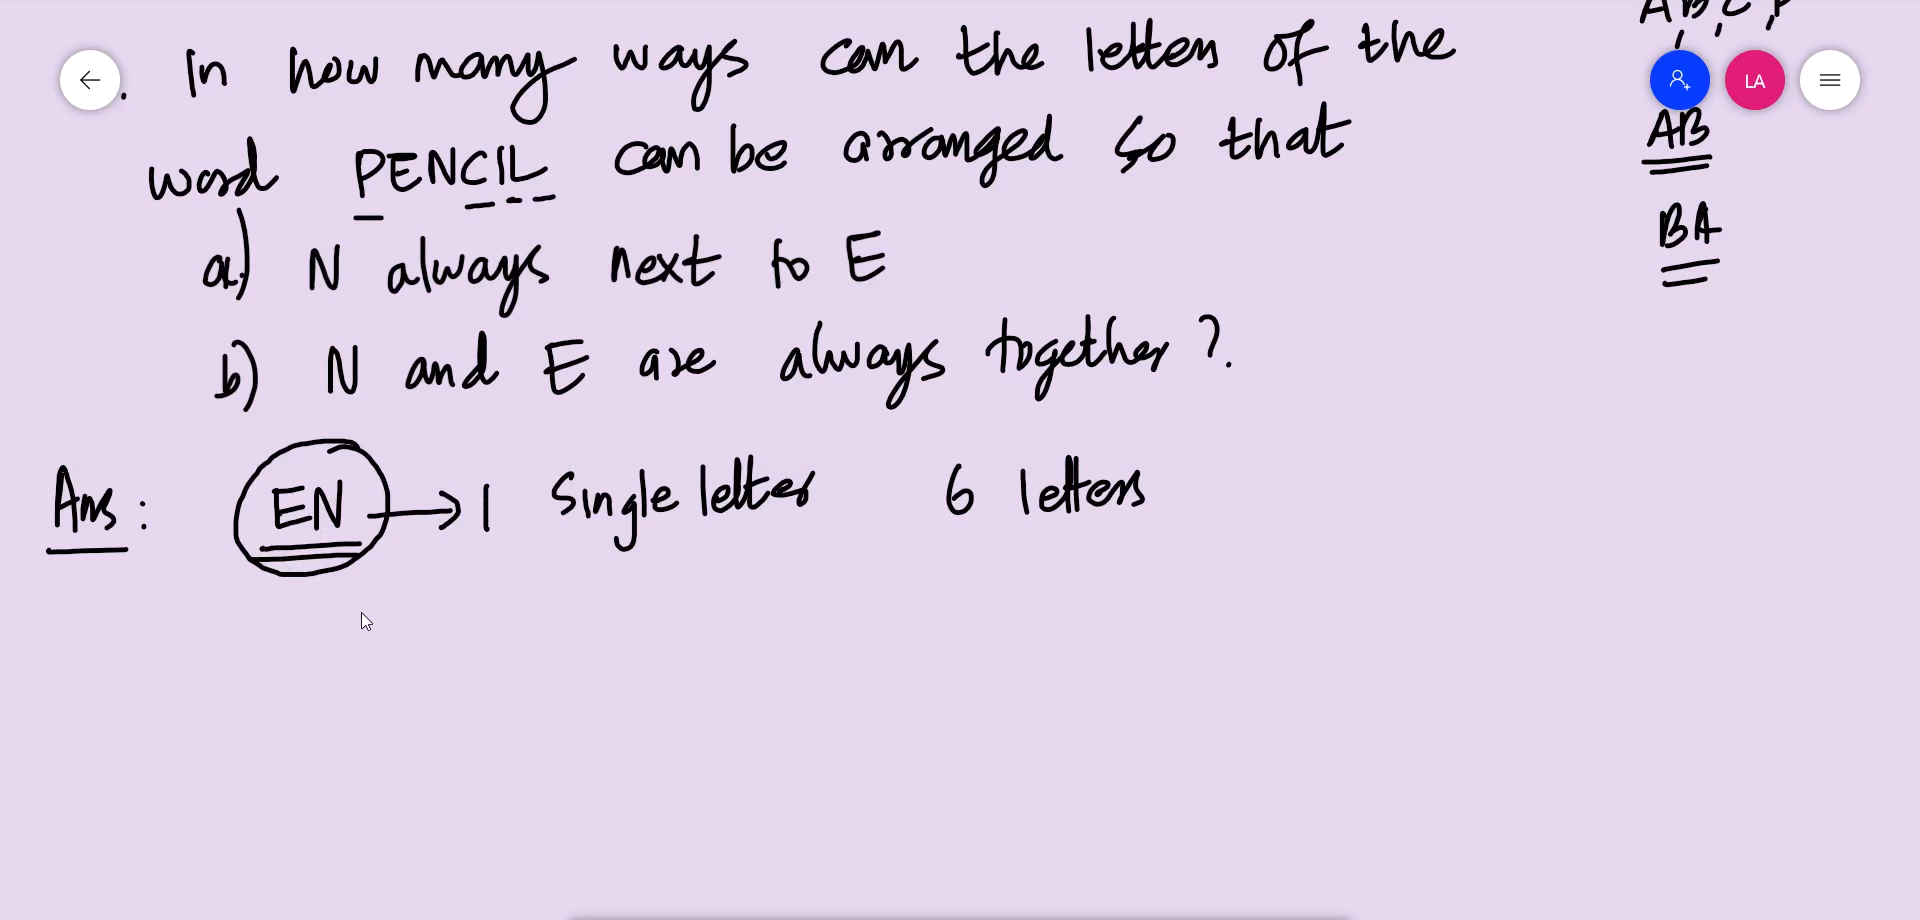 A B, C, P
LA
. In how many ways can the letters of the
word PENCIL can be arranged so that
AB
BA
a.) N always next to E
b) N and E are always together ?.
Ans : EN → 1 Single letter 6 letters